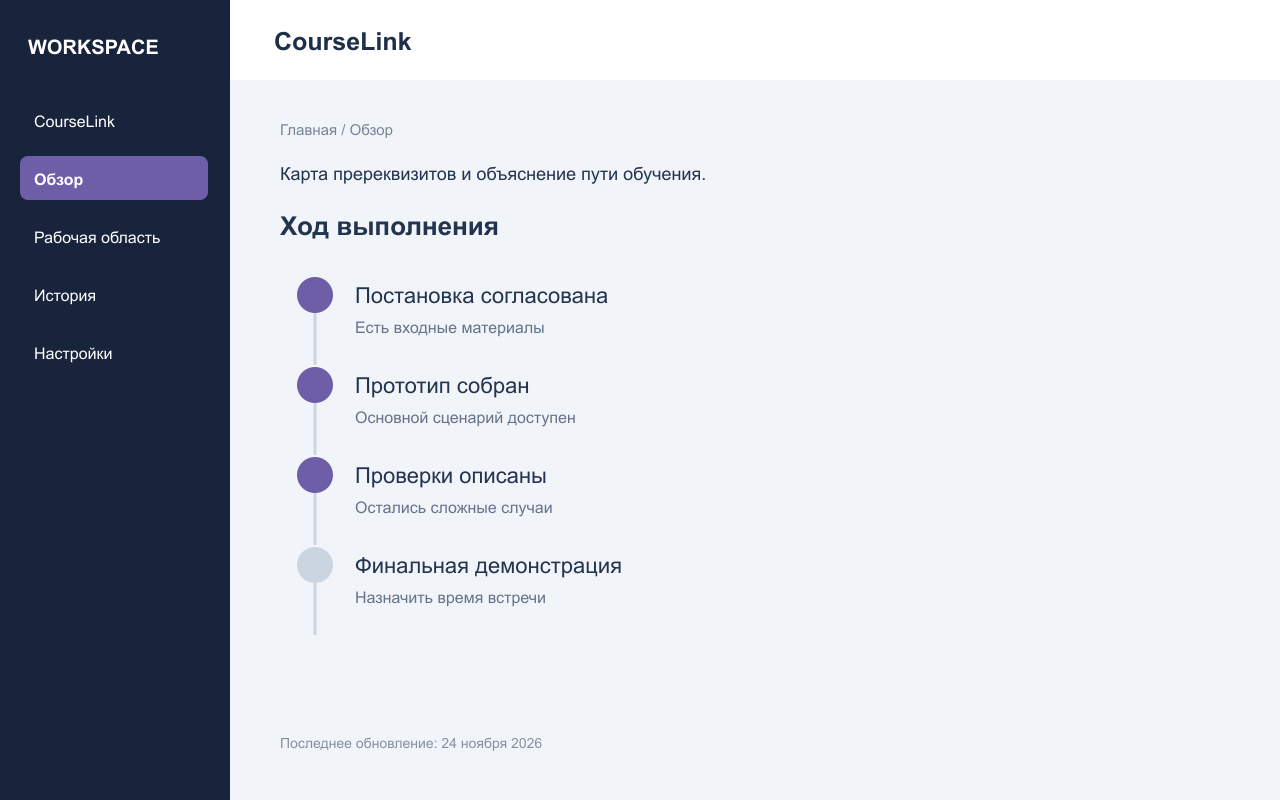 WORKSPACE
CourseLink
Обзор
Рабочая область
История
Настройки
CourseLink
Главная / Обзор
Карта пререквизитов и объяснение пути обучения.
Ход выполнения
Постановка согласована
Есть входные материалы
Прототип собран
Основной сценарий доступен
Проверки описаны
Остались сложные случаи
Финальная демонстрация
Назначить время встречи
Последнее обновление: 24 ноября 2026